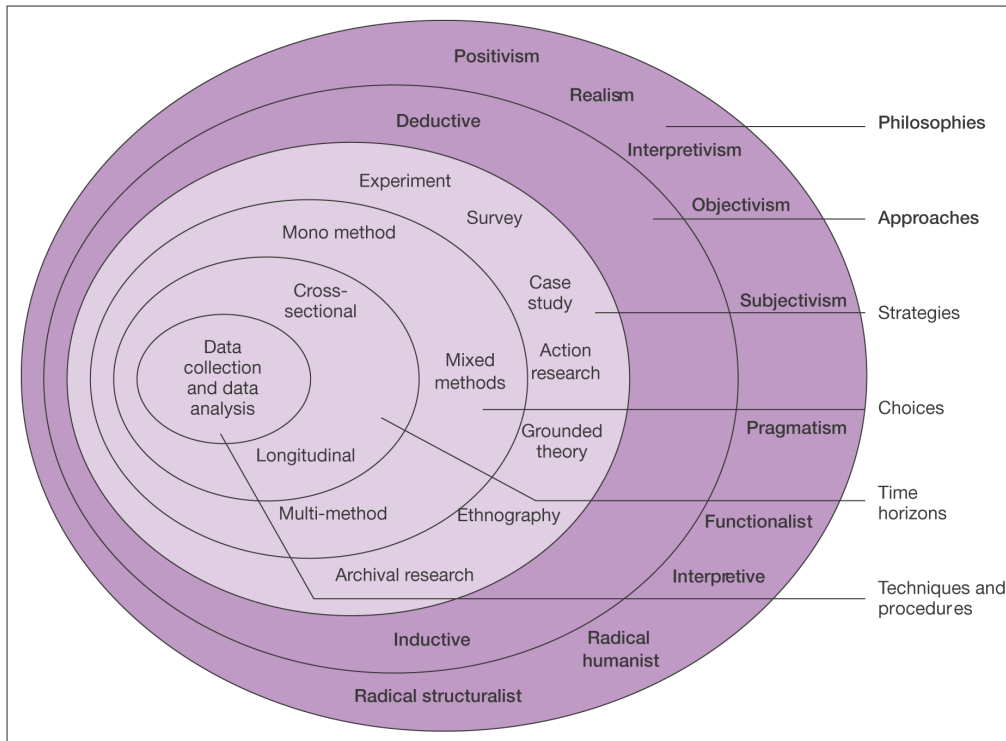 Positivism
Realism
Philosophies
Deductive
Interpretivism
Experiment
Objectivism
Survey
Approaches
Mono method
Case
study
Cross-
sectional
Subjectivism
Strategies
Data
collection
and data
analysis
Mixed
methods
Action
research
Choices
Pragmatism
Grounded
theory
Longitudinal
Time
horizons
Multi-method
Ethnography
Functionalist
Archival research
Interpretive
Techniques and
procedures
Inductive
Radical
humanist
Radical structuralist